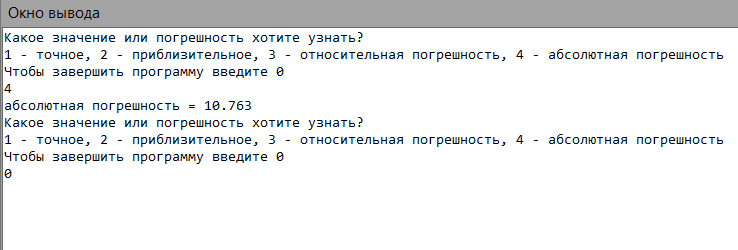 Окно вывода
Какое значение или погрешность хотите узнать?
1 - точное, 2 - приблизительное, 3 - относительная погрешность, 4 - абсолютная погрешность
Чтобы завершить программу введите 0
4
абсолютная погрешность = 10.763
Какое значение или погрешность хотите узнать?
1 - точное, 2 - приблизительное, 3 - относительная погрешность, 4 - абсолютная погрешность
Чтобы завершить программу введите 0
0